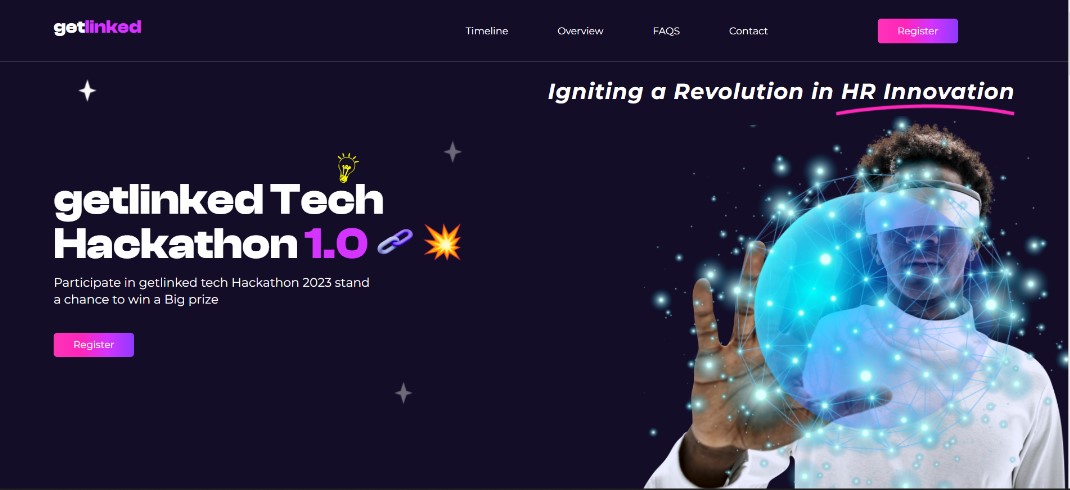 getlinked
Timeline
Overview
FAQS
Contact
Register
Igniting a Revolution in HR Innovation
getlinked Tech
Hackathon 1.0
Participate in getlinked tech Hackathon 2023 stand
a chance to win a Big prize
Register